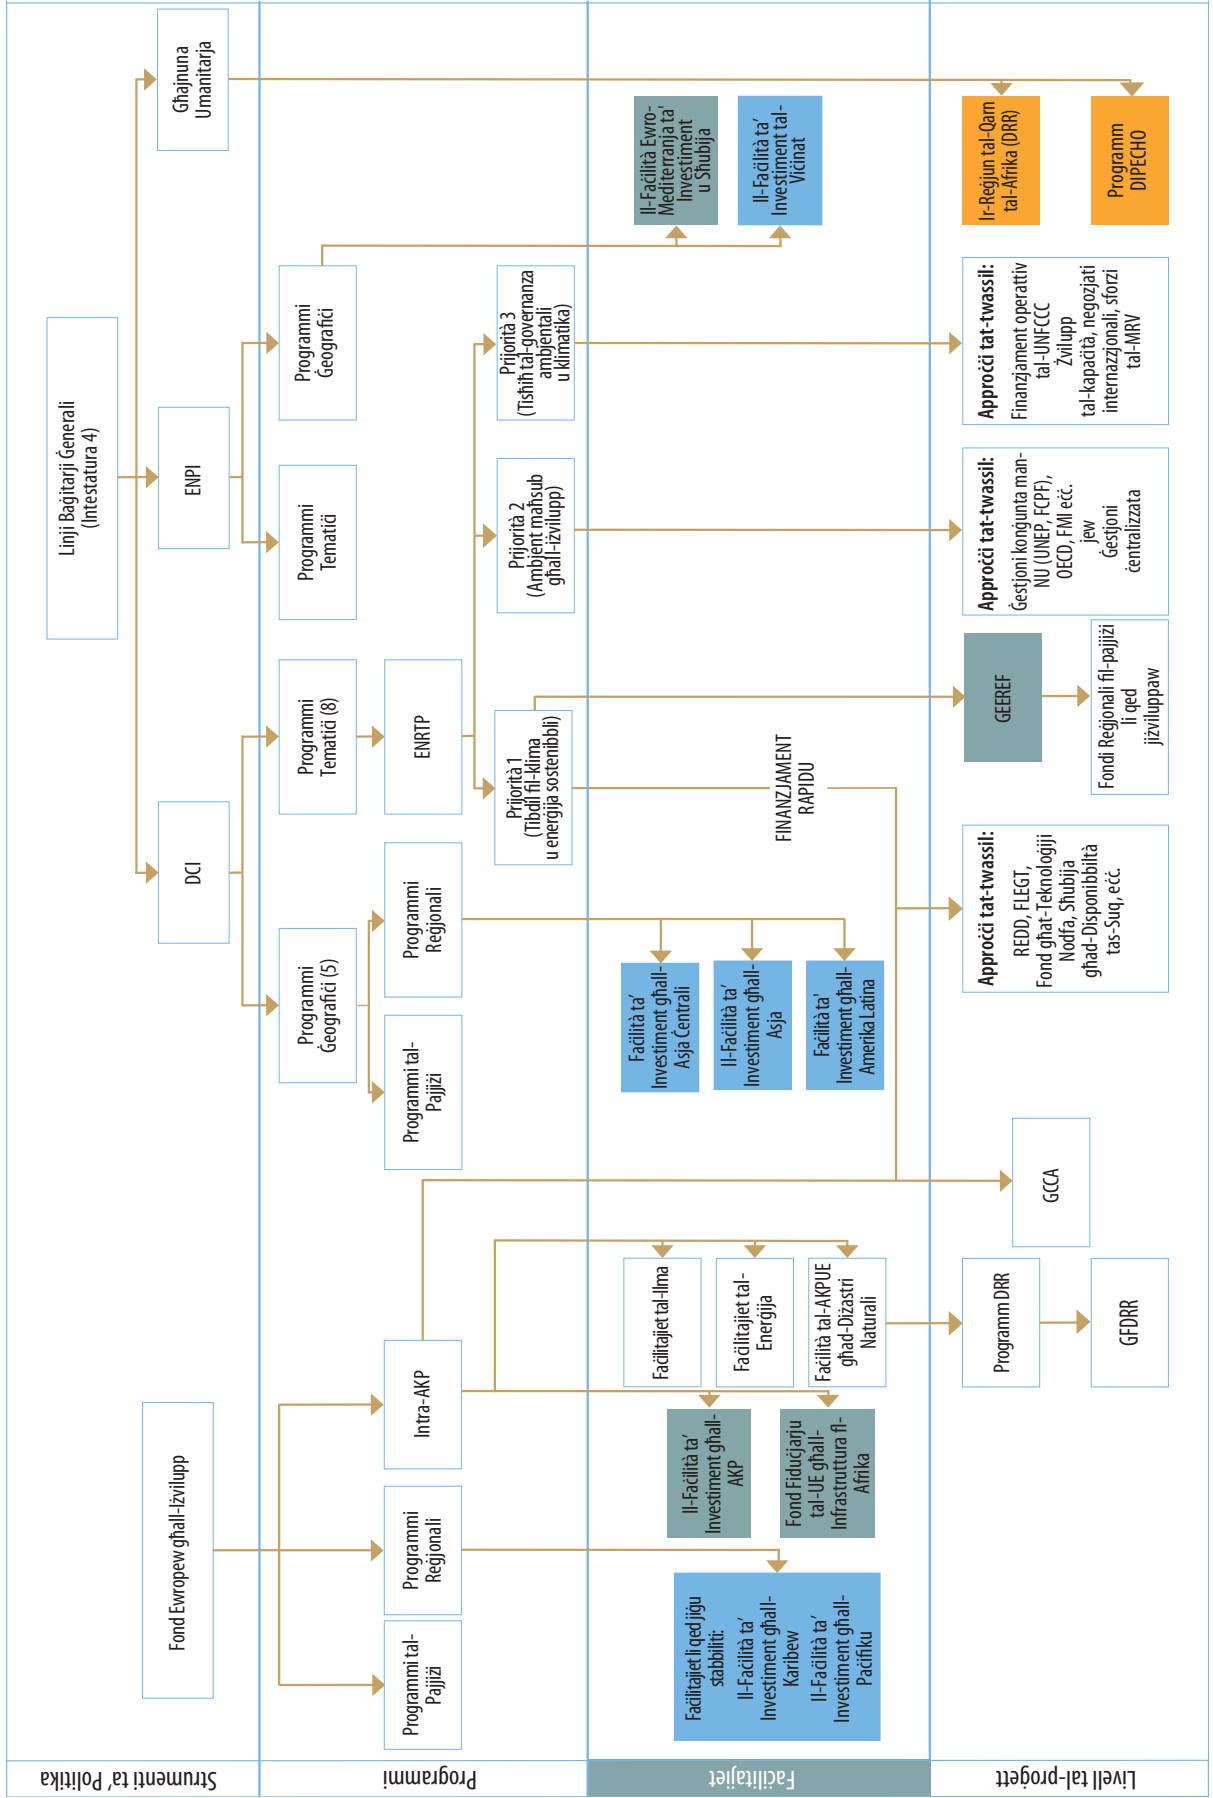 Strumenti ta’ Politika
Fond Ewropew għall-Iżvilupp
Linji Baġitarji Ġenerali
(Intestatura 4)
DCI
ENPI
Għajnuna
Umanitarja
Programmi
Programmi tal-
Pajjiżi
Programmi
Reġjonali
Intra-AKP
Programmi
Ġeografiċi (5)
Programmi tal-
Pajjiżi
Programmi
Reġjonali
Programmi
Tematiċi (8)
ENRTP
Prijorità 1
(Tibdil fil-klima
u enerġija sostenibbli)
Prijorità 2
(Ambjent maħsub
għall-iżvilupp)
Prijorità 3
(Tisħiħ tal-governanza
ambjentali
u klimatika)
Programmi
Tematiċi
Programmi
Ġeografiċi
Faċilitajiet
Faċilitajiet li qed jiġu
stabbiliti:
Il-Faċilità ta’
Investiment għall-
Karibew
Il-Faċilità ta’
Investiment għall-
Paċifiku
Il-Faċilità ta’
Investiment għall-
AKP
Fond Fiduċjarju
tal-UE għall-
Infrastruttura fl-
Afrika
Faċilitajiet tal-Ilma
Faċilitajiet tal-
Enerġija
Faċilità tal-AKPUE
għad-Diżastri
Naturali
Faċilità ta’
Investiment għall-
Asja Ċentrali
Il-Faċilità ta’
Investiment għall-
Asja
Faċilità ta’
Investiment għall-
Amerika Latina
FINANZJAMENT
RAPIDU
Il-Faċilità Ewro-
Mediterranja ta’
Investiment
u Sħubija
Il-Faċilità ta’
Investiment tal-
Viċinat
Livell tal-proġett
Programm DRR
GFDRR
GCCA
Approċċi tat-twassil:
REDD, FLEGT,
Fond għat-Teknoloġiji
Nodfa, Sħubija
għad-Disponibbiltà
tas-Suq, eċċ.
GEEREF
Fondi Reġjonali fil-pajjiżi
li qed
jiżviluppaw
Approċċi tat-twassil:
Ġestjoni konġunta man-
NU (UNEP, FCPF),
OECD, FMI eċċ.
jew
Ġestjoni
ċentralizzata
Approċċi tat-twassil:
Finanzjament operattiv
tal-UNFCCC
Żvilupp
tal-kapaċità, negozjati
internazzjonali, sforzi
tal-MRV
Ir-Reġjun tal-Qarn
tal-Afrika (DRR)
Programm
DIPECHO